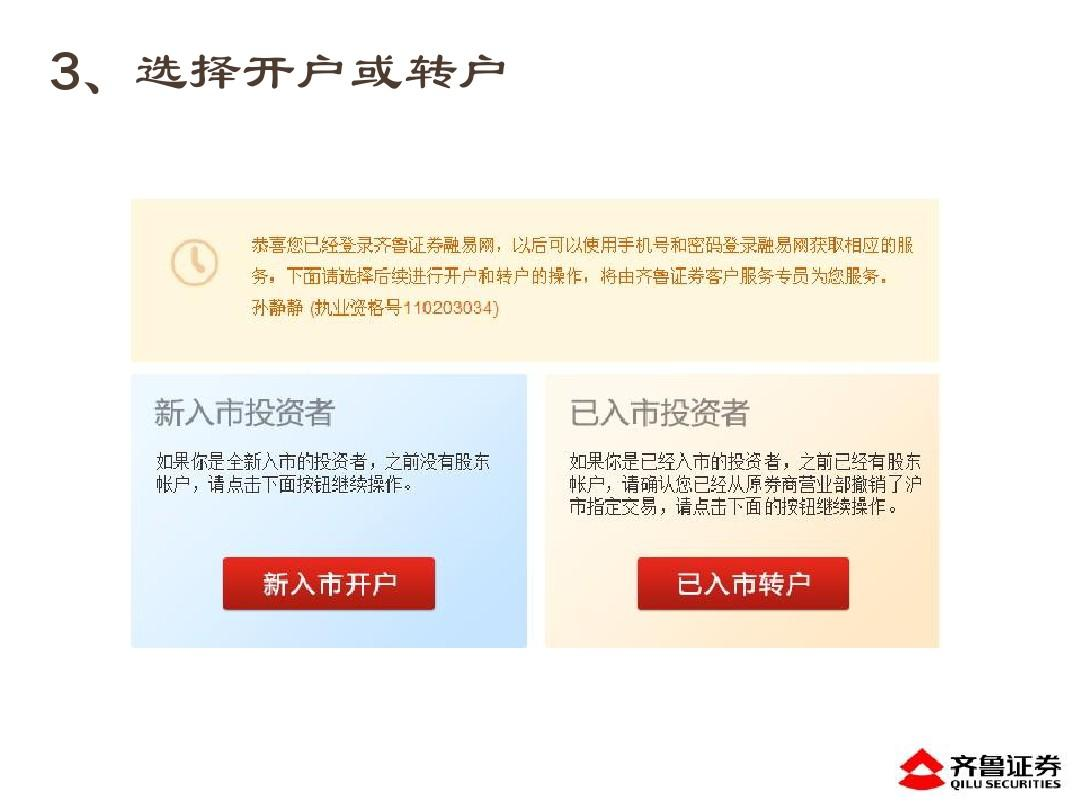 3、选择开户或转户
恭喜您已经登录齐鲁证券融易网，以后可以使用手机号和密码登录融易网获取相应的服
务。下面请选择后续进行开户和转户的操作，将由齐鲁证券客户服务专员为您服务。
孙静静 (执业资格号110203034)
新入市投资者
如果你是全新入市的投资者，之前没有股东
帐户，请点击下面按钮继续操作。
新入市开户
已入市投资者
如果你是已经入市的投资者，之前已经有股东
帐户，请确认您已经从原券商营业部撤销了沪
市指定交易，请点击下面的按钮继续操作。
已入市转户
齐鲁证券
QILU SECURITIES